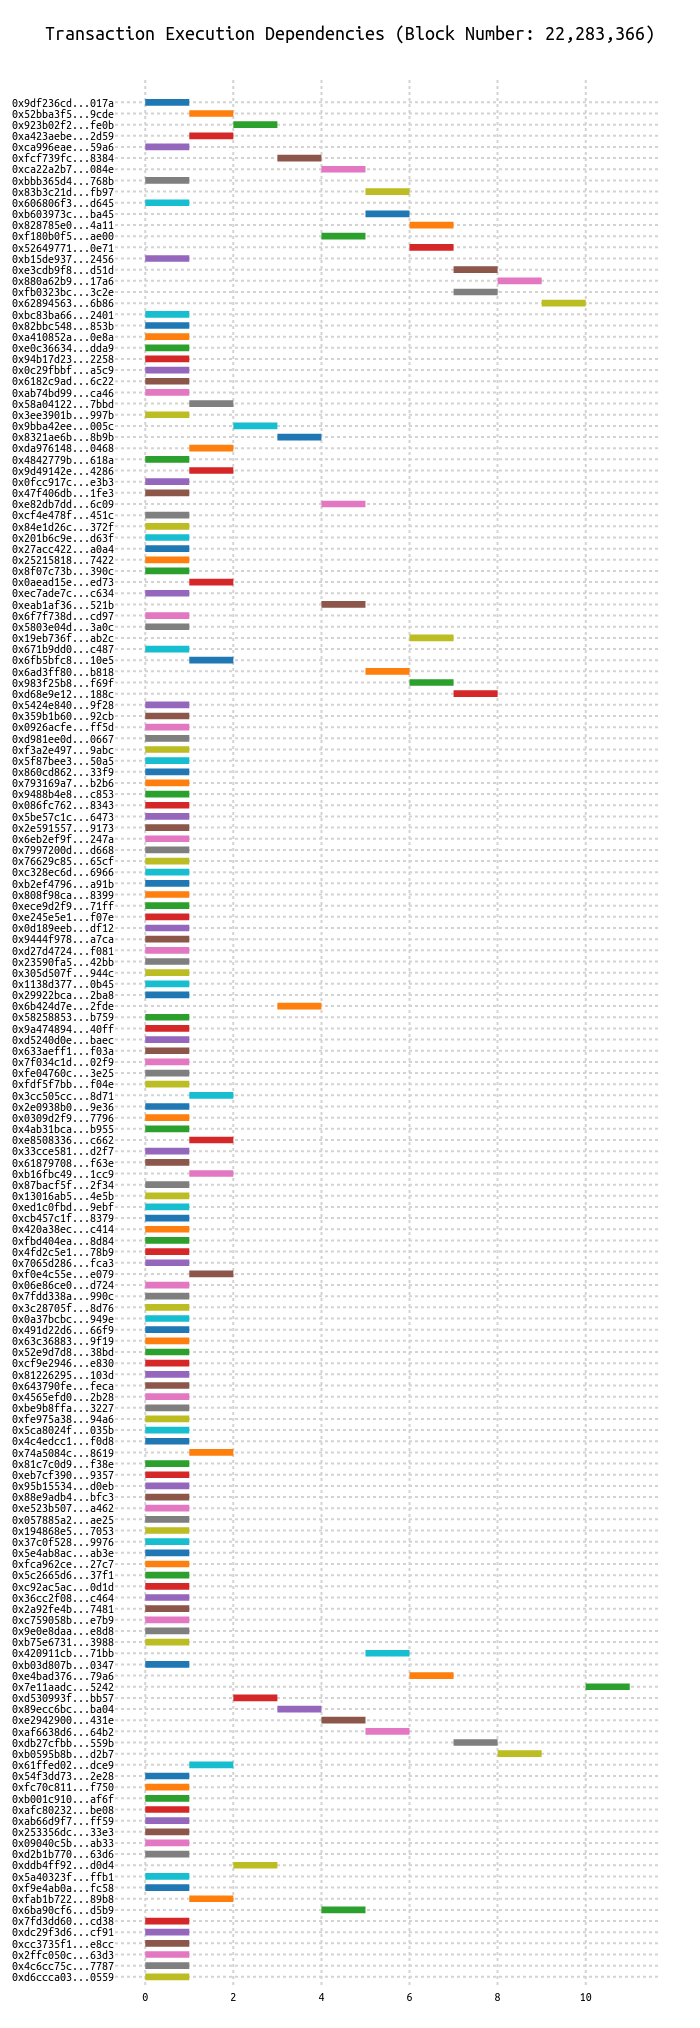 Transaction Execution Dependencies (Block Number: 22,283,366)
0x9df236cd...017a
0x52bba3f5...9cde
0x923b02f2...fe0b
0xa423aebe...2d59
0xca996eae...59a6
0xfcf739fc...8384
0xca22a2b7...084e
0xbbb365d4...768b
0x83b3c21d...fb97
0x606806f3...d645
0xb603973c...ba45
0x828785e0...4a11
0xf180b0f5...ae00
0x52649771...0e71
0xb15de937...2456
0xe3cdb9f8...d51d
0x880a62b9...17a6
0xfb0323bc...3c2e
0x62894563...6b86
0xbc83ba66...2401
0x82bbc548...853b
0xa410852a...0e8a
0xe0c36634...dda9
0x94b17d23...2258
0x0c29fbbf...a5c9
0x6182c9ad...6c22
0xab74bd99...ca46
0x58a04122...7bbd
0x3ee3901b...997b
0x9bba42ee...005c
0x8321ae6b...8b9b
0xda976148...0468
0x4842779b...618a
0x9d49142e...4286
0x0fcc917c...e3b3
0x47f406db...1fe3
0xe82db7dd...6c09
0xcf4e478f...451c
0x84e1d26c...372f
0x201b6c9e...d63f
0x27acc422...a0a4
0x25215818...7422
0x8f07c73b...390c
0x0aead15e...ed73
0xec7ade7c...c634
0xeab1af36...521b
0x6f7f738d...cd97
0x5803e04d...3a0c
0x19eb736f...ab2c
0x671b9dd0...c487
0x6fb5bfc8...10e5
0x6ad3ff80...b818
0x983f25b8...f69f
0xd68e9e12...188c
0x5424e840...9f28
0x359b1b60...92cb
0x0926acfe...ff5d
0xd981ee0d...0667
0xf3a2e497...9abc
0x5f87bee3...50a5
0x860cd862...33f9
0x793169a7...b2b6
0x9488b4e8...c853
0x086fc762...8343
0x5be57c1c...6473
0x2e591557...9173
0x6eb2ef9f...247a
0x7997200d...d668
0x76629c85...65cf
0xc328ec6d...6966
0xb2ef4796...a91b
0x808f98ca...8399
0xece9d2f9...71ff
0xe245e5e1...f07e
0x0d189eeb...df12
0x9444f978...a7ca
0xd27d4724...f081
0x23590fa5...42bb
0x305d507f...944c
0x1138d377...0b45
0x29922bca...2ba8
0x6b424d7e...2fde
0x58258853...b759
0x9a474894...40ff
0xd5240d0e...baec
0x633aeff1...f03a
0x7f034c1d...02f9
0xfe04760c...3e25
0xfdf5f7bb...f04e
0x3cc505cc...8d71
0x2e0938b0...9e36
0x0309d2f9...7796
0x4ab31bca...b955
0xe8508336...c662
0x33cce581...d2f7
0x61879708...f63e
0xb16fbc49...1cc9
0x87bacf5f...2f34
0x13016ab5...4e5b
0xed1c0fbd...9ebf
0xcb457c1f...8379
0x420a38ec...c414
0xfbd404ea...8d84
0x4fd2c5e1...78b9
0x7065d286...fca3
0xf0e4c55e...e079
0x06e86ce0...d724
0x7fdd338a...990c
0x3c28705f...8d76
0x0a37bcbc...949e
0x491d22d6...66f9
0x63c36883...9f19
0x52e9d7d8...38bd
0xcf9e2946...e830
0x81226295...103d
0x643790fe...feca
0x4565efd0...2b28
0xbe9b8ffa...3227
0xfe975a38...94a6
0x5ca8024f...035b
0x4c4edcc1...f0d8
0x74a5084c...8619
0x81c7c0d9...f38e
0xeb7cf390...9357
0x95b15534...d0eb
0x88e9adb4...bfc3
0xe523b507...a462
0x057885a2...ae25
0x194868e5...7053
0x37c0f528...9976
0x5e4ab8ac...ab3e
0xfca962ce...27c7
0x5c2665d6...37f1
0xc92ac5ac...0d1d
0x36cc2f08...c464
0x2a92fe4b...7481
0xc759058b...e7b9
0x9e0e8daa...e8d8
0xb75e6731...3988
0x420911cb...71bb
0xb03d807b...0347
0xe4bad376...79a6
0x7e11aadc...5242
0xd530993f...bb57
0x89ecc6bc...ba04
0xe2942900...431e
0xaf6638d6...64b2
0xdb27cfbb...559b
0xb0595b8b...d2b7
0x61ffed02...dce9
0x54f3dd73...2e28
0xfc70c811...f750
0xb001c910...af6f
0xafc80232...be08
0xab66d9f7...ff59
0x253356dc...33e3
0x09040c5b...ab33
0xd2b1b770...63d6
0xddb4ff92...d0d4
0x5a40323f...ffb1
0xf9e4ab0a...fc58
0xfab1b722...89b8
0x6ba90cf6...d5b9
0x7fd3dd60...cd38
0xdc29f3d6...cf91
0xcc3735f1...e8cc
0x2ffc050c...63d3
0x4c6cc75c...7787
0xd6ccca03...0559
0 2 4 6 8 10